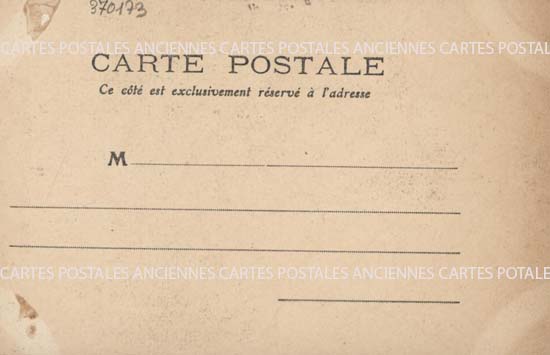 370173
CARTES POSTALES ANCIENNES CARTES POSTALES ANCIENNES CARTES POSTALE
CARTE POSTALE
Ce côté est exclusivement réservé à l'adresse
M
CARTES POSTALES ANCIENNES CARTES POSTALES ANCIENNES CARTES POTALE